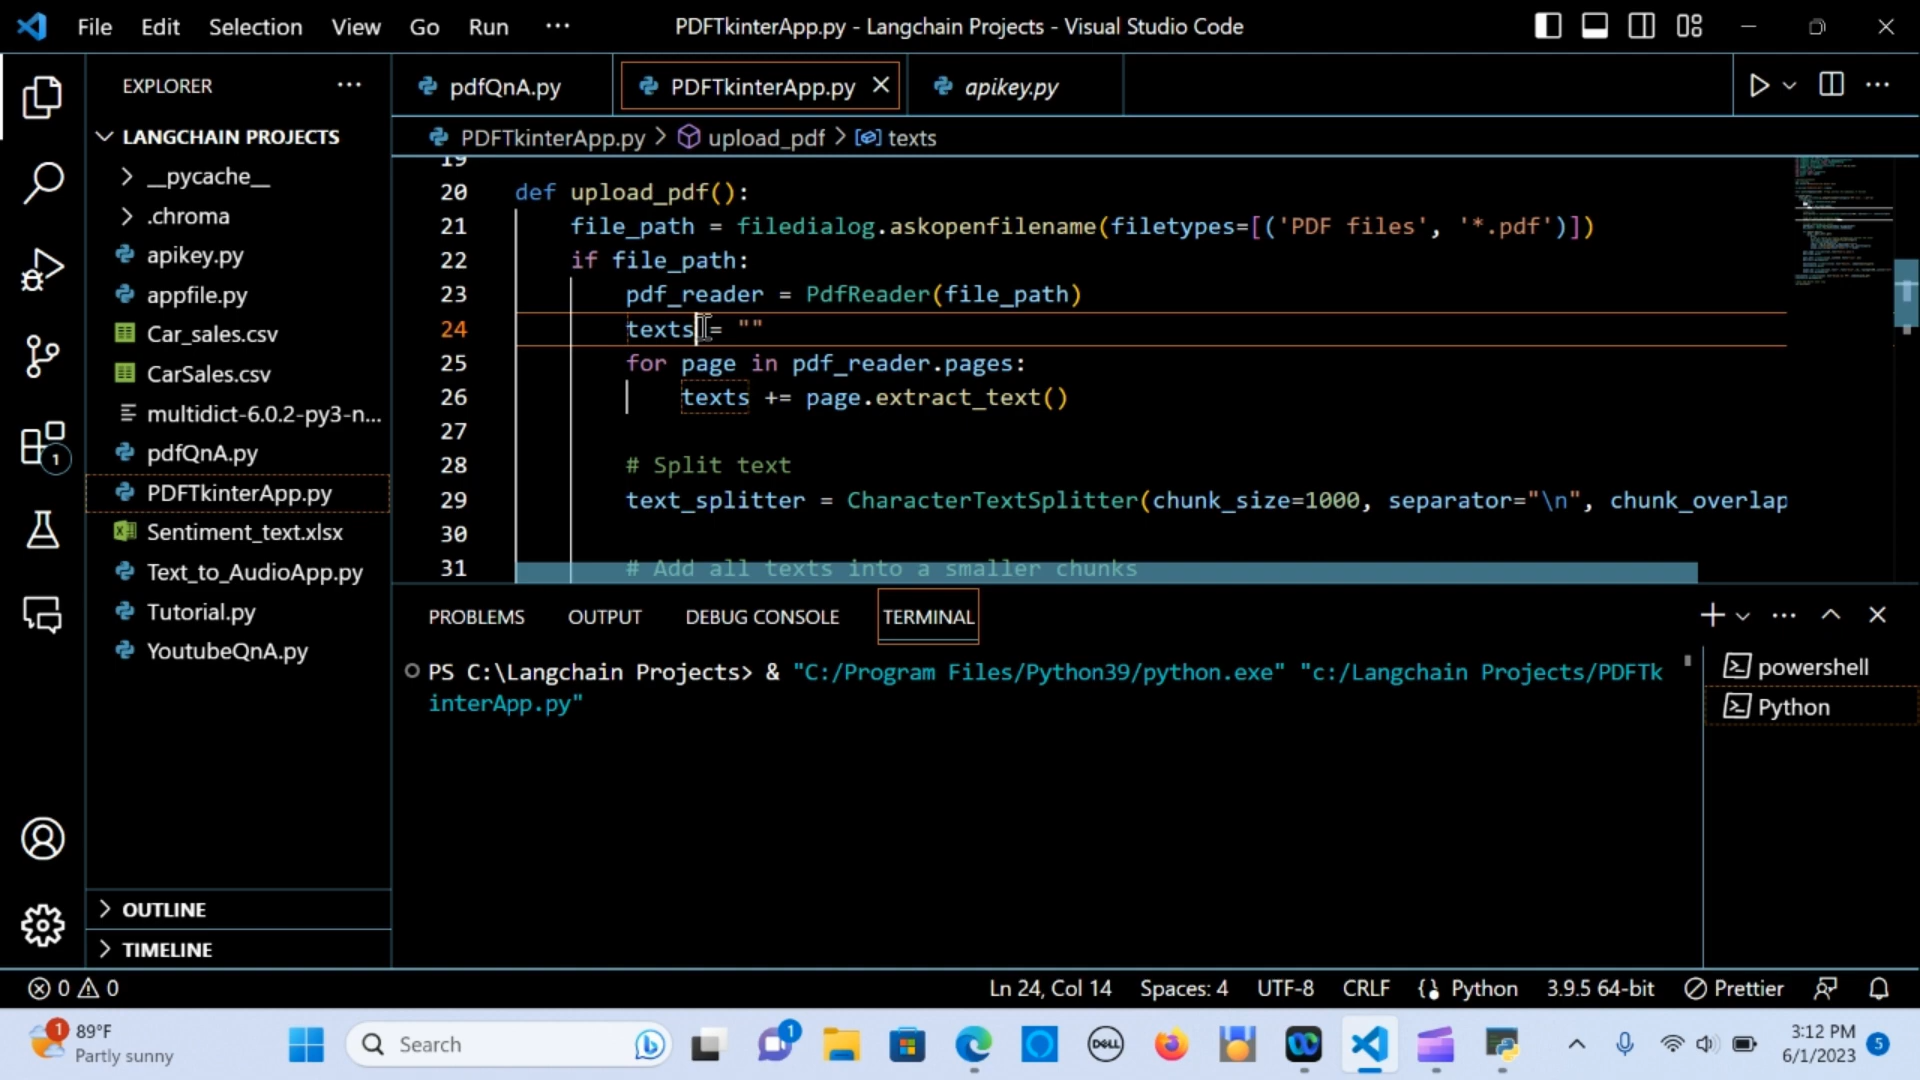 File Edit Selection View Go Run ···
PDFTkinterApp.py - Langchain Projects - Visual Studio Code
EXPLORER
LANGCHAIN PROJECTS
__pycache__
.chroma
apikey.py
appfile.py
Car_sales.csv
CarSales.csv
multidict-6.0.2-py3-n...
pdfQnA.py
PDFTkinterApp.py
Sentiment_text.xlsx
Text_to_AudioApp.py
Tutorial.py
YoutubeQnA.py
OUTLINE
TIMELINE
1
pdfQnA.py PDFTkinterApp.py apikey.py
PDFTkinterApp.py > upload_pdf > texts
19
20 def upload_pdf():
21 file_path = filedialog.askopenfilename(filetypes=[('PDF files', '*.pdf')])
22 if file_path:
23 pdf_reader = PdfReader(file_path)
24 texts = ""
25 for page in pdf_reader.pages:
26 texts += page.extract_text()
27
28 # Split text
29 text_splitter = CharacterTextSplitter(chunk_size=1000, separator="\n", chunk_overlap
30
31 # Add all texts into a smaller chunks
PROBLEMS OUTPUT DEBUG CONSOLE TERMINAL
PS C:\Langchain Projects> & "C:/Program Files/Python39/python.exe" "c:/Langchain Projects/PDFTk
interApp.py"
powershell
Python
0 0
Ln 24, Col 14 Spaces: 4 UTF-8 CRLF Python 3.9.5 64-bit Prettier
1 89°F
Partly sunny
Search
1
DELL
3:12 PM
6/1/2023
5